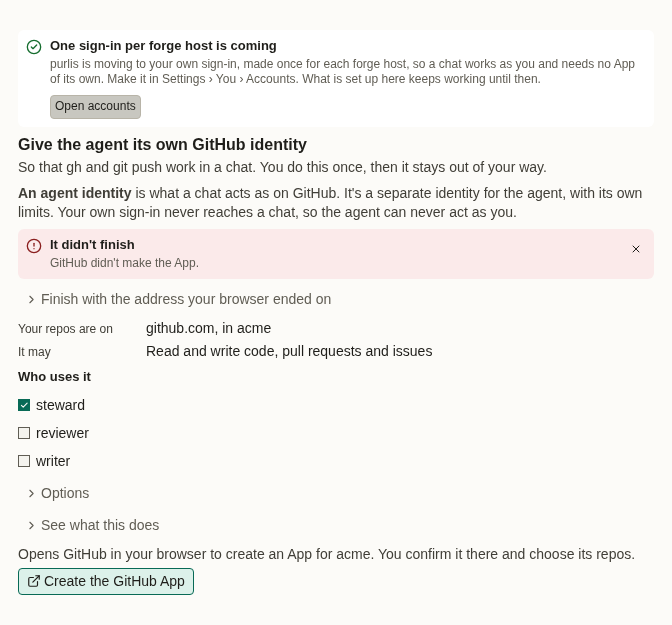 One sign-in per forge host is coming
purlis is moving to your own sign-in, made once for each forge host, so a chat works as you and needs no App
of its own. Make it in Settings › You › Accounts. What is set up here keeps working until then.
Open accounts
Give the agent its own GitHub identity
So that gh and git push work in a chat. You do this once, then it stays out of your way.
An agent identity is what a chat acts as on GitHub. It's a separate identity for the agent, with its own
limits. Your own sign-in never reaches a chat, so the agent can never act as you.
It didn't finish
GitHub didn't make the App.
Finish with the address your browser ended on
Your repos are on github.com, in acme
It may Read and write code, pull requests and issues
Who uses it
steward
reviewer
writer
Options
See what this does
Opens GitHub in your browser to create an App for acme. You confirm it there and choose its repos.
Create the GitHub App